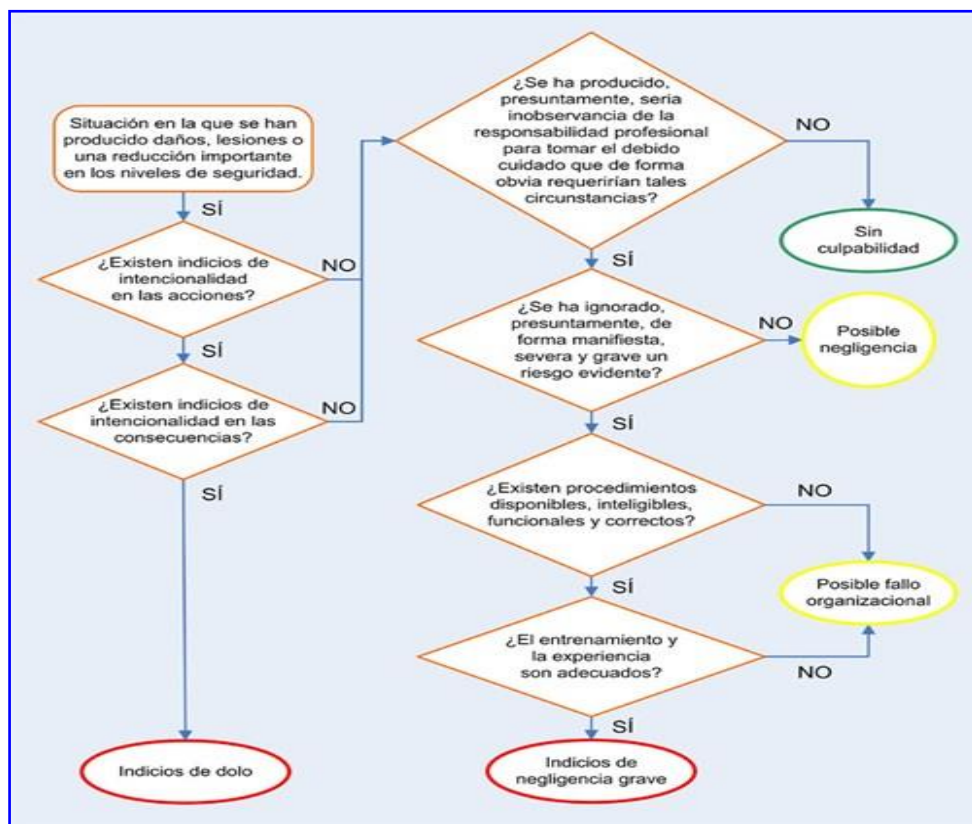 Situación en la que se han
producido daños, lesiones o
una reducción importante
en los niveles de seguridad.
SÍ
¿Existen indicios de
intencionalidad
en las acciones?
NO
SÍ
¿Existen indicios de
intencionalidad en las
consecuencias?
NO
SÍ
Indicios de dolo
¿Se ha producido,
presuntamente, seria
inobservancia de la
responsabilidad profesional
para tomar el debido
cuidado que de forma
obvia requerirían tales
circunstancias?
NO
Sin
culpabilidad
SÍ
¿Se ha ignorado,
presuntamente, de
forma manifiesta,
severa y grave un
riesgo evidente?
NO
Posible
negligencia
SÍ
¿Existen procedimientos
disponibles, inteligibles,
funcionales y correctos?
NO
Posible fallo
organizacional
SÍ
¿El entrenamiento y
la experiencia
son adecuados?
NO
SÍ
Indicios de
negligencia grave